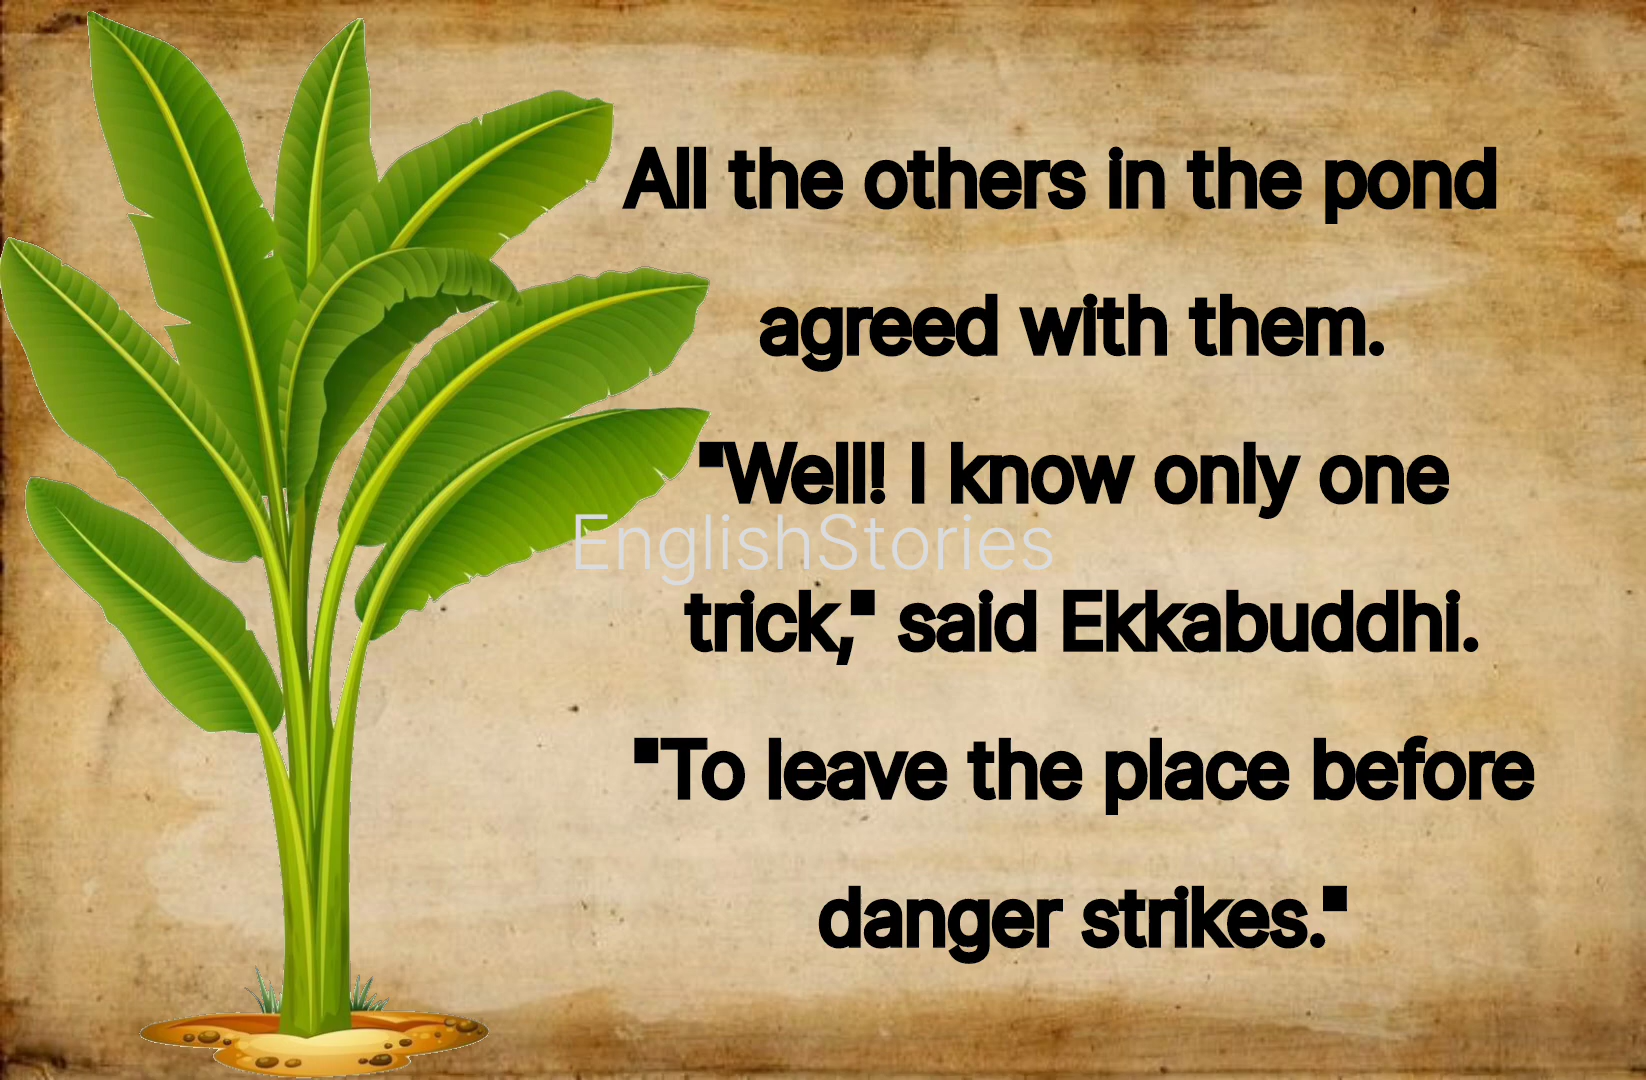 All the others in the pond
agreed with them.
"Well! I know only one
EnglishStories
trick," said Ekkabuddhi.
"To leave the place before
danger strikes."